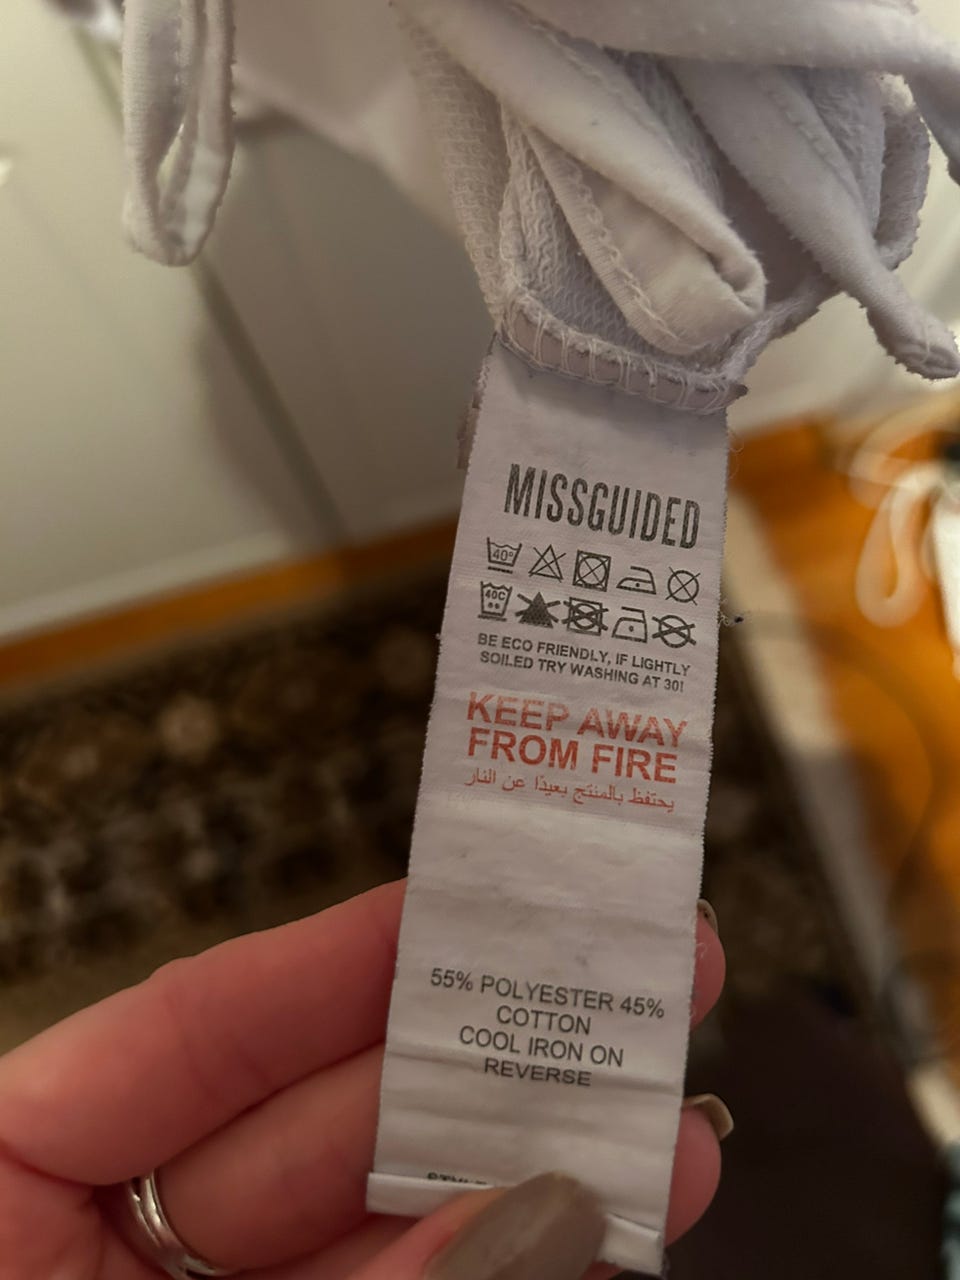 MISSGUIDED
40°
40C
BE ECO FRIENDLY, IF LIGHTLY
SOILED TRY WASHING AT 30!
KEEP AWAY
FROM FIRE
يحتفظ بالمنتج بعيدًا عن النار
55% POLYESTER 45%
COTTON
COOL IRON ON
REVERSE